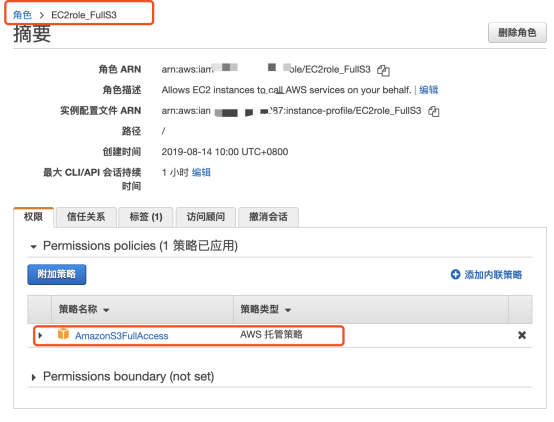 角色 > EC2role_FullS3
摘要
删除角色
角色 ARN arn:aws:iam ole/EC2role_FullS3
角色描述 Allows EC2 instances to call AWS services on your behalf. | 编辑
实例配置文件 ARN arn:aws:ian 87:instance-profile/EC2role_FullS3
路径 /
创建时间 2019-08-14 10:00 UTC+0800
最大 CLI/API 会话持续 1 小时 编辑
时间
权限 信任关系 标签 (1) 访问顾问 撤消会话
Permissions policies (1 策略已应用)
附加策略 添加内联策略
策略名称 策略类型
AmazonS3FullAccess AWS 托管策略
Permissions boundary (not set)